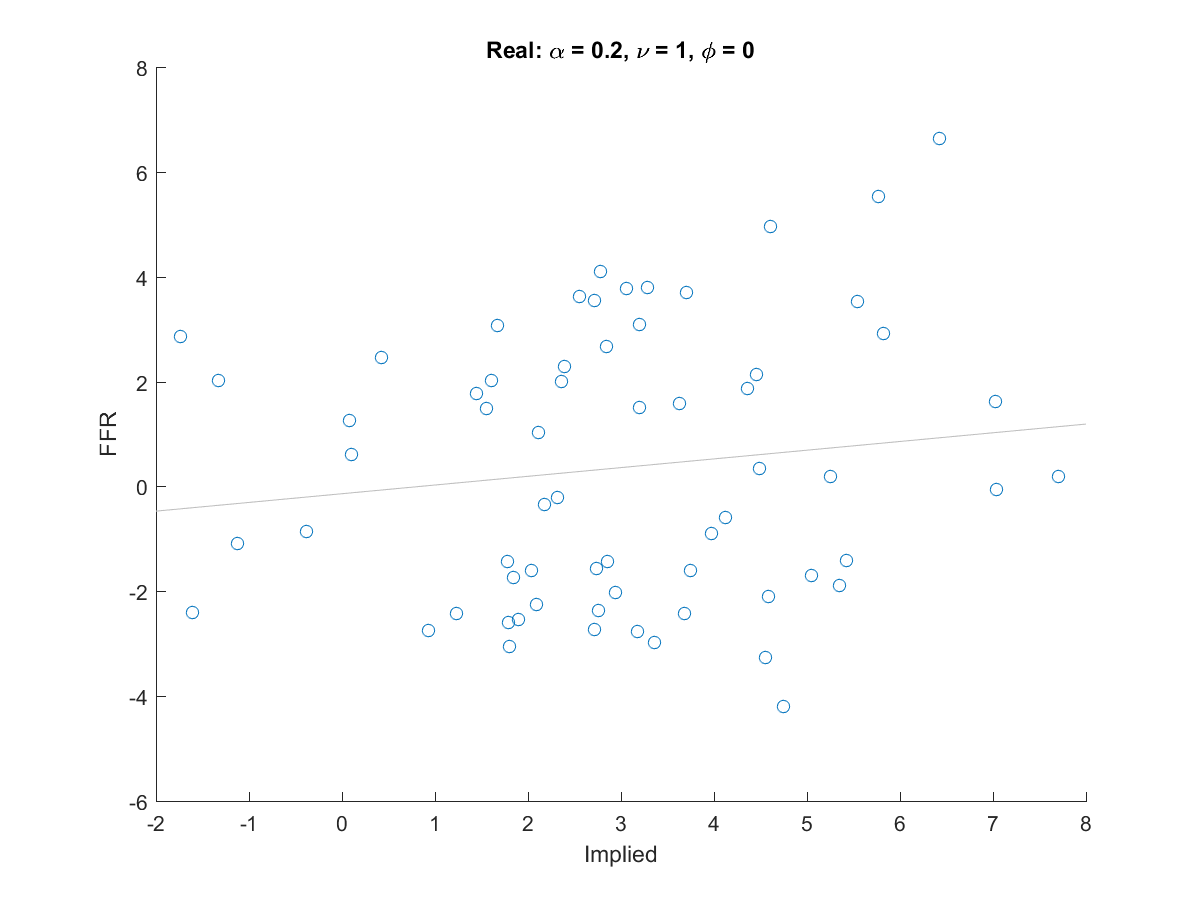 Real: α = 0.2, ν = 1, ϕ = 0
8
6
4
2
0
-2
-4
-6
FFR
-2 -1 0 1 2 3 4 5 6 7 8
Implied